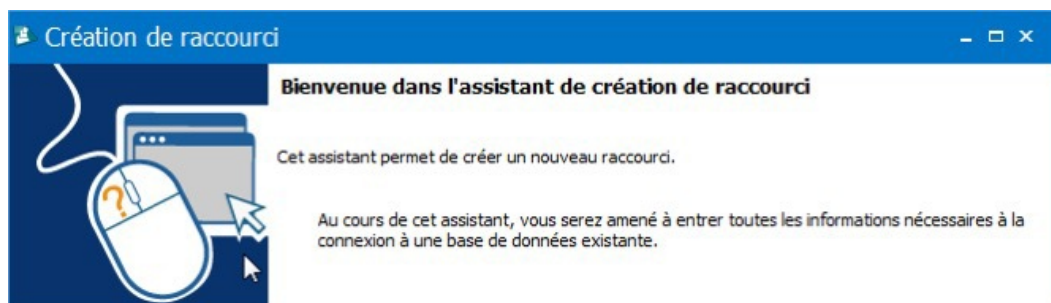 Création de raccourci
Bienvenue dans l'assistant de création de raccourci
Cet assistant permet de créer un nouveau raccourci.
Au cours de cet assistant, vous serez amené à entrer toutes les informations nécessaires à la
connexion à une base de données existante.
?